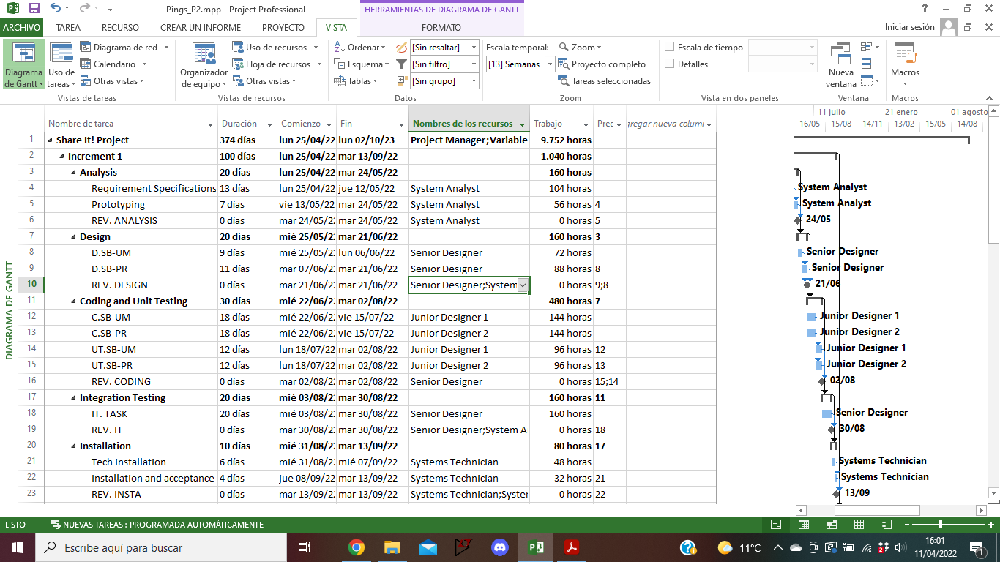 Pings_P2.mpp - Project Professional
HERRAMIENTAS DE DIAGRAMA DE GANTT
ARCHIVO TAREA RECURSO CREAR UN INFORME PROYECTO VISTA FORMATO Iniciar sesión
Diagrama de Gantt
Uso de tareas
Diagrama de red
Calendario
Otras vistas
Vistas de tareas
Organizador de equipo
Uso de recursos
Hoja de recursos
Otras vistas
Vistas de recursos
Ordenar
Esquema
Tablas
[Sin resaltar]
[Sin filtro]
[Sin grupo]
Datos
Escala temporal:
[13] Semanas
Zoom
Proyecto completo
Tareas seleccionadas
Zoom
Escala de tiempo
Detalles
Vista en dos paneles
Nueva ventana
Ventana
Macros
Macros
DIAGRAMA DE GANTT
Nombre de tarea Duración Comienzo Fin Nombres de los recursos Trabajo Prec gregar nueva colum
1 Share It! Project 374 días lun 25/04/22 lun 02/10/23 Project Manager;Variable 9.752 horas
2 Increment 1 100 días lun 25/04/22 mar 13/09/22 1.040 horas
3 Analysis 20 días lun 25/04/22 mar 24/05/22 160 horas
4 Requirement Specifications 13 días lun 25/04/22 jue 12/05/22 System Analyst 104 horas
5 Prototyping 7 días vie 13/05/22 mar 24/05/22 System Analyst 56 horas 4
6 REV. ANALYSIS 0 días mar 24/05/22 mar 24/05/22 System Analyst 0 horas 5
7 Design 20 días mié 25/05/22 mar 21/06/22 160 horas 3
8 D.SB-UM 9 días mié 25/05/22 lun 06/06/22 Senior Designer 72 horas
9 D.SB-PR 11 días mar 07/06/22 mar 21/06/22 Senior Designer 88 horas 8
10 REV. DESIGN 0 días mar 21/06/22 mar 21/06/22 Senior Designer;System 0 horas 9;8
11 Coding and Unit Testing 30 días mié 22/06/2 mar 02/08/22 480 horas 7
12 C.SB-UM 18 días mié 22/06/2 vie 15/07/22 Junior Designer 1 144 horas
13 C.SB-PR 18 días mié 22/06/2 vie 15/07/22 Junior Designer 2 144 horas
14 UT.SB-UM 12 días lun 18/07/22 mar 02/08/22 Junior Designer 1 96 horas 12
15 UT.SB-PR 12 días lun 18/07/22 mar 02/08/22 Junior Designer 2 96 horas 13
16 REV. CODING 0 días mar 02/08/2 mar 02/08/22 Senior Designer 0 horas 15;14
17 Integration Testing 20 días mié 03/08/2 mar 30/08/22 160 horas 11
18 IT. TASK 20 días mié 03/08/2 mar 30/08/22 Senior Designer 160 horas
19 REV. IT 0 días mar 30/08/2 mar 30/08/22 Senior Designer;System A 0 horas 18
20 Installation 10 días mié 31/08/2 mar 13/09/22 80 horas 17
21 Tech installation 6 días mié 31/08/2 mié 07/09/22 Systems Technician 48 horas
22 Installation and acceptance 4 días jue 08/09/22 mar 13/09/22 Systems Technician 32 horas 21
23 REV. INSTA 0 días mar 13/09/2 mar 13/09/22 Systems Technician;Syster 0 horas 22
11 julio 21 enero 01 agosto
16/05 15/08 14/11 13/02 15/05 14/08
System Analyst
System Analyst
24/05
Senior Designer
Senior Designer
21/06
Junior Designer 1
Junior Designer 2
Junior Designer 1
Junior Designer 2
02/08
Senior Designer
30/08
Systems Technician
Systems Technician
13/09
LISTO NUEVAS TAREAS : PROGRAMADA AUTOMÁTICAMENTE
Escribe aquí para buscar
11°C
16:01
11/04/2022
1